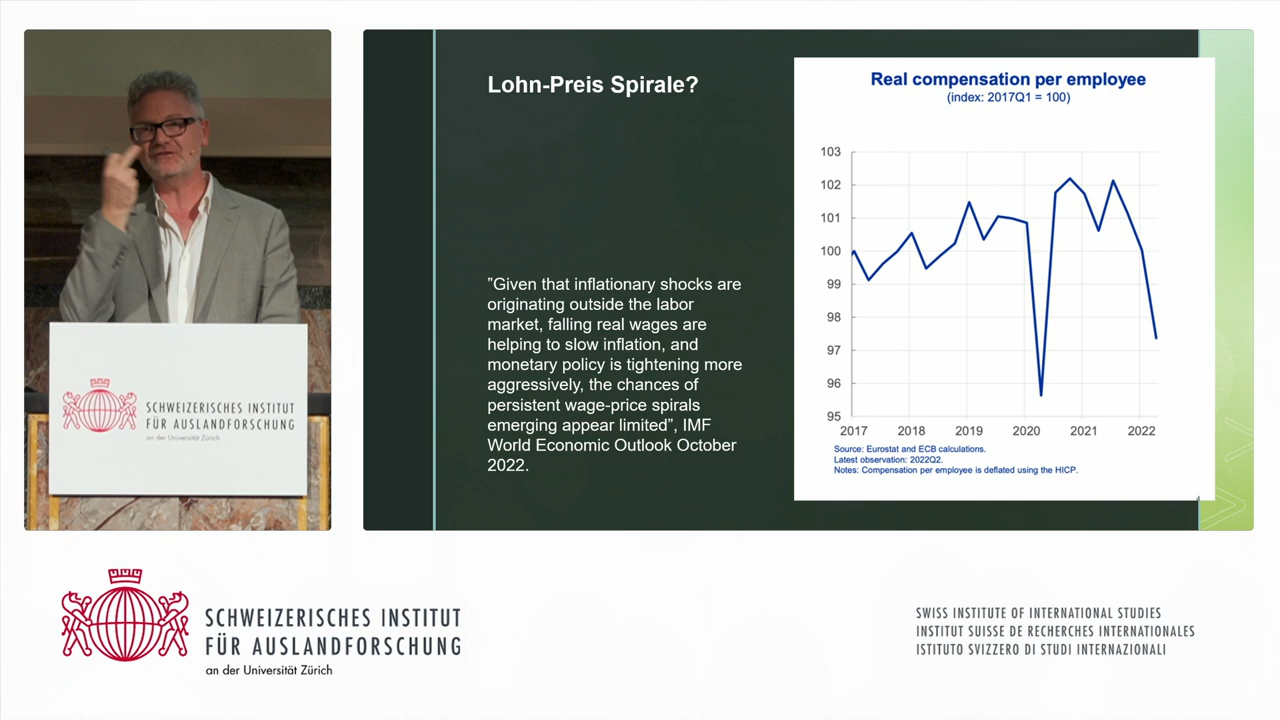 Lohn-Preis Spirale?
”Given that inflationary shocks are
originating outside the labor
market, falling real wages are
helping to slow inflation, and
monetary policy is tightening more
aggressively, the chances of
persistent wage-price spirals
emerging appear limited”, IMF
World Economic Outlook October
2022.
Real compensation per employee
(index: 2017Q1 = 100)
103
102
101
100
99
98
97
96
95
2017 2018 2019 2020 2021 2022
Source: Eurostat and ECB calculations.
Latest observation: 2022Q2.
Notes: Compensation per employee is deflated using the HICP.
4
SCHWEIZERISCHES INSTITUT
FÜR AUSLANDFORSCHUNG
an der Universität Zürich
SCHWEIZERISCHES INSTITUT
FÜR AUSLANDFORSCHUNG
an der Universität Zürich
SWISS INSTITUTE OF INTERNATIONAL STUDIES
INSTITUT SUISSE DE RECHERCHES INTERNATIONALES
ISTITUTO SVIZZERO DI STUDI INTERNAZIONALI